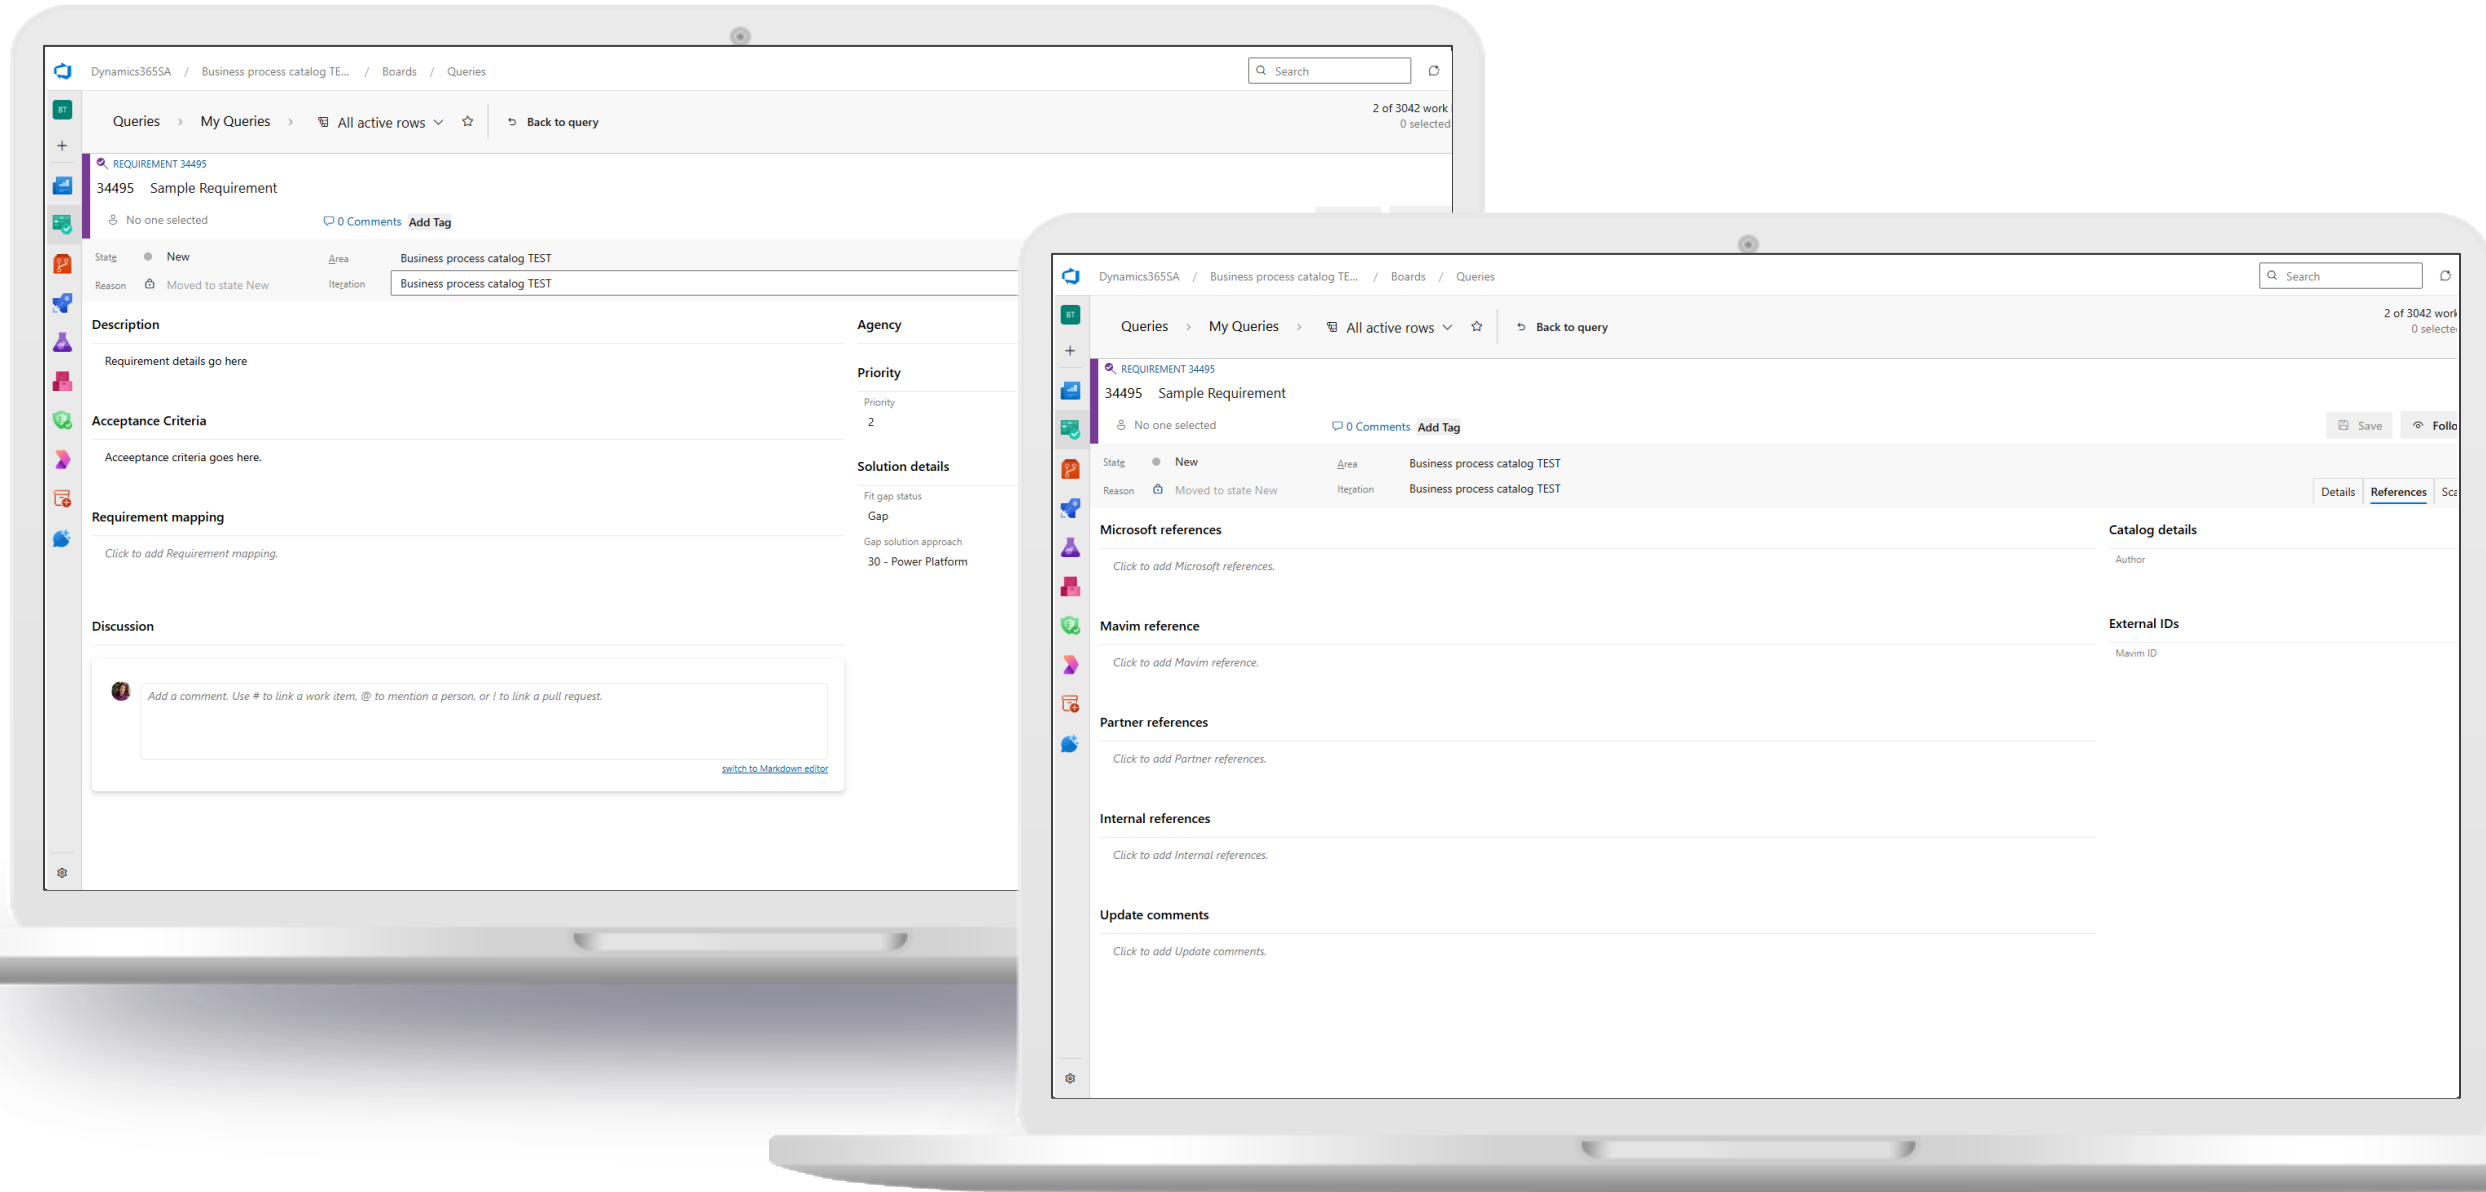 Dynamics365SA / Business process catalog TE... / Boards / Queries
Search
BT
Queries > My Queries > All active rows
Back to query
2 of 3042 work
0 selected
REQUIREMENT 34495
34495 Sample Requirement
No one selected
0 Comments
Add Tag
State New
Area Business process catalog TEST
Reason Moved to state New
Iteration Business process catalog TEST
Description
Requirement details go here
Acceptance Criteria
Acceeptance criteria goes here.
Requirement mapping
Click to add Requirement mapping.
Discussion
Add a comment. Use # to link a work item, @ to mention a person, or ! to link a pull request.
switch to Markdown editor
Agency
Priority
Priority
2
Solution details
Fit gap status
Gap
Gap solution approach
30 - Power Platform
Dynamics365SA / Business process catalog TE... / Boards / Queries
Search
BT
Queries > My Queries > All active rows
Back to query
2 of 3042 work
0 selecte
REQUIREMENT 34495
34495 Sample Requirement
No one selected
0 Comments
Add Tag
Save
Follo
State New
Area Business process catalog TEST
Reason Moved to state New
Iteration Business process catalog TEST
Details References Sca
Microsoft references
Click to add Microsoft references.
Mavim reference
Click to add Mavim reference.
Partner references
Click to add Partner references.
Internal references
Click to add Internal references.
Update comments
Click to add Update comments.
Catalog details
Author
External IDs
Mavim ID